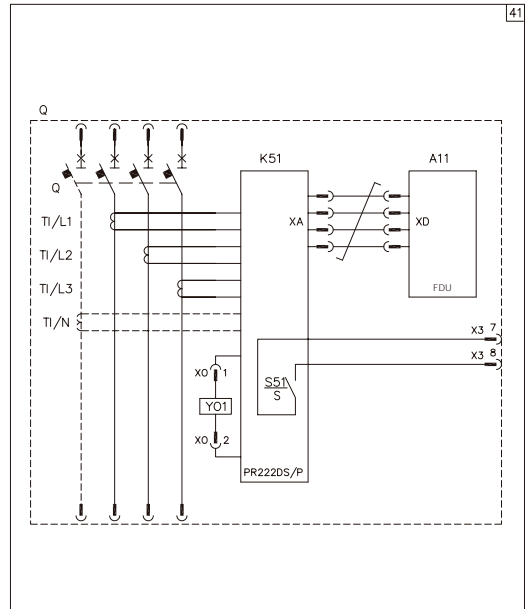 41
Q
K51
A11
Q
XA
XD
TI/L1
TI/L2
TI/L3
FDU
TI/N
X3 7
X3 8
X0 1
S51
S
Y01
X0 2
PR222DS/P